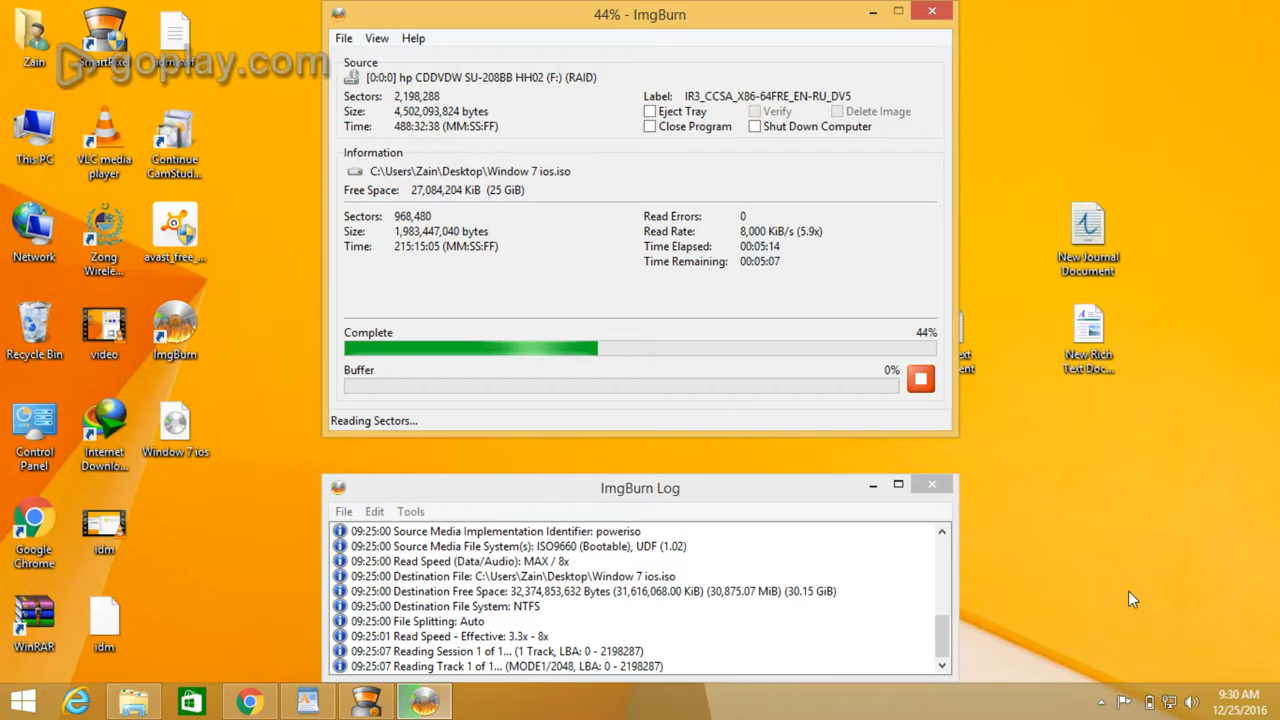 Zain
SmartPixel
idm.swf
goplay.com
This PC
VLC media
player
Continue
CamStud...
Network
Zong
Wirele...
avast_free_...
Recycle Bin
video
ImgBurn
Control
Panel
Internet
Downlo...
Window 7 ios
Google
Chrome
idm
WinRAR
idm
44% - ImgBurn
File View Help
Source
[0:0:0] hp CDDVDW SU-208BB HH02 (F:) (RAID)
Sectors: 2,198,288
Size: 4,502,093,824 bytes
Time: 488:32:38 (MM:SS:FF)
Label: IR3_CCSA_X86-64FRE_EN-RU_DV5
Eject Tray Verify Delete Image
Close Program Shut Down Computer
Information
C:\Users\Zain\Desktop\Window 7 ios.iso
Free Space: 27,084,204 KiB (25 GiB)
Sectors: 968,480
Size: 1,983,447,040 bytes
Time: 215:15:05 (MM:SS:FF)
Read Errors: 0
Read Rate: 8,000 KiB/s (5.9x)
Time Elapsed: 00:05:14
Time Remaining: 00:05:07
Complete 44%
Buffer 0%
Reading Sectors...
ImgBurn Log
File Edit Tools
09:25:00 Source Media Implementation Identifier: poweriso
09:25:00 Source Media File System(s): ISO9660 (Bootable), UDF (1.02)
09:25:00 Read Speed (Data/Audio): MAX / 8x
09:25:00 Destination File: C:\Users\Zain\Desktop\Window 7 ios.iso
09:25:00 Destination Free Space: 32,374,853,632 Bytes (31,616,068.00 KiB) (30,875.07 MiB) (30.15 GiB)
09:25:00 Destination File System: NTFS
09:25:00 File Splitting: Auto
09:25:01 Read Speed - Effective: 3.3x - 8x
09:25:07 Reading Session 1 of 1... (1 Track, LBA: 0 - 2198287)
09:25:07 Reading Track 1 of 1... (MODE1/2048, LBA: 0 - 2198287)
New Journal
Document
New Rich
Text Doc...
9:30 AM
12/25/2016